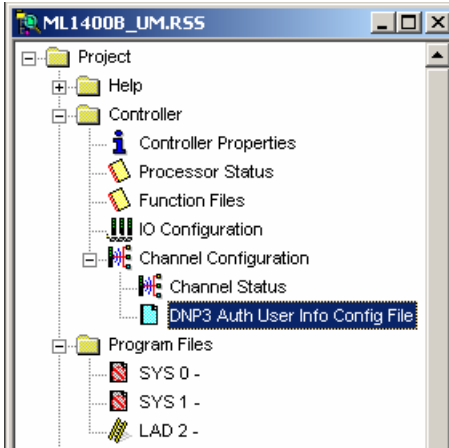 ML1400B_UM.RSS
Project
Help
Controller
Controller Properties
Processor Status
Function Files
IO Configuration
Channel Configuration
Channel Status
DNP3 Auth User Info Config File
Program Files
SYS 0 -
SYS 1 -
LAD 2 -